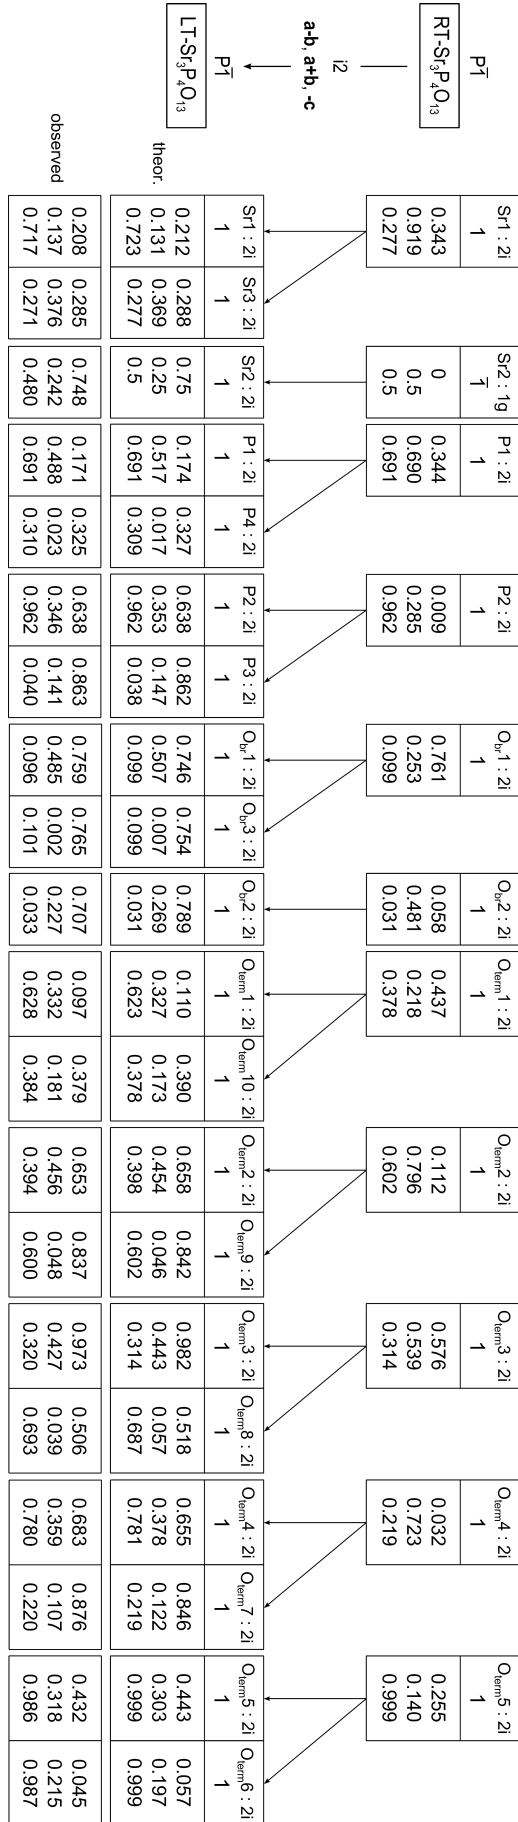 P1̄
RT-Sr₃P₄O₁₃
Sr1 : 2i Sr2 : 1g P1 : 2i P2 : 2i O_br1 : 2i O_br2 : 2i O_term1 : 2i O_term2 : 2i O_term3 : 2i O_term4 : 2i O_term5 : 2i
1 1̄ 1 1 1 1 1 1 1 1 1
0.343 0 0.344 0.009 0.761 0.058 0.437 0.112 0.576 0.032 0.255
0.919 0.5 0.690 0.285 0.253 0.481 0.218 0.796 0.539 0.723 0.140
0.277 0.5 0.691 0.962 0.099 0.031 0.378 0.602 0.314 0.219 0.999
i2
a-b, a+b, -c
P1̄
LT-Sr₃P₄O₁₃
Sr1 : 2i Sr3 : 2i Sr2 : 2i P1 : 2i P4 : 2i P2 : 2i P3 : 2i O_br1 : 2i O_br3 : 2i O_br2 : 2i O_term1 : 2i O_term10 : 2i O_term2 : 2i O_term9 : 2i O_term3 : 2i O_term8 : 2i O_term4 : 2i O_term7 : 2i O_term5 : 2i O_term6 : 2i
1 1 1 1 1 1 1 1 1 1 1 1 1 1 1 1 1 1 1 1
theor.
0.212 0.288 0.75 0.174 0.327 0.638 0.862 0.746 0.754 0.789 0.110 0.390 0.658 0.842 0.982 0.518 0.655 0.846 0.443 0.057
0.131 0.369 0.25 0.517 0.017 0.353 0.147 0.507 0.007 0.269 0.327 0.173 0.454 0.046 0.443 0.057 0.378 0.122 0.303 0.197
0.723 0.277 0.5 0.691 0.309 0.962 0.038 0.099 0.099 0.031 0.623 0.378 0.398 0.602 0.314 0.687 0.781 0.219 0.999 0.999
observed
0.208 0.285 0.748 0.171 0.325 0.638 0.863 0.759 0.765 0.707 0.097 0.379 0.653 0.837 0.973 0.506 0.683 0.876 0.432 0.045
0.137 0.376 0.242 0.488 0.023 0.346 0.141 0.485 0.002 0.227 0.332 0.181 0.456 0.048 0.427 0.039 0.359 0.107 0.318 0.215
0.717 0.271 0.480 0.691 0.310 0.962 0.040 0.096 0.101 0.033 0.628 0.384 0.394 0.600 0.320 0.693 0.780 0.220 0.986 0.987